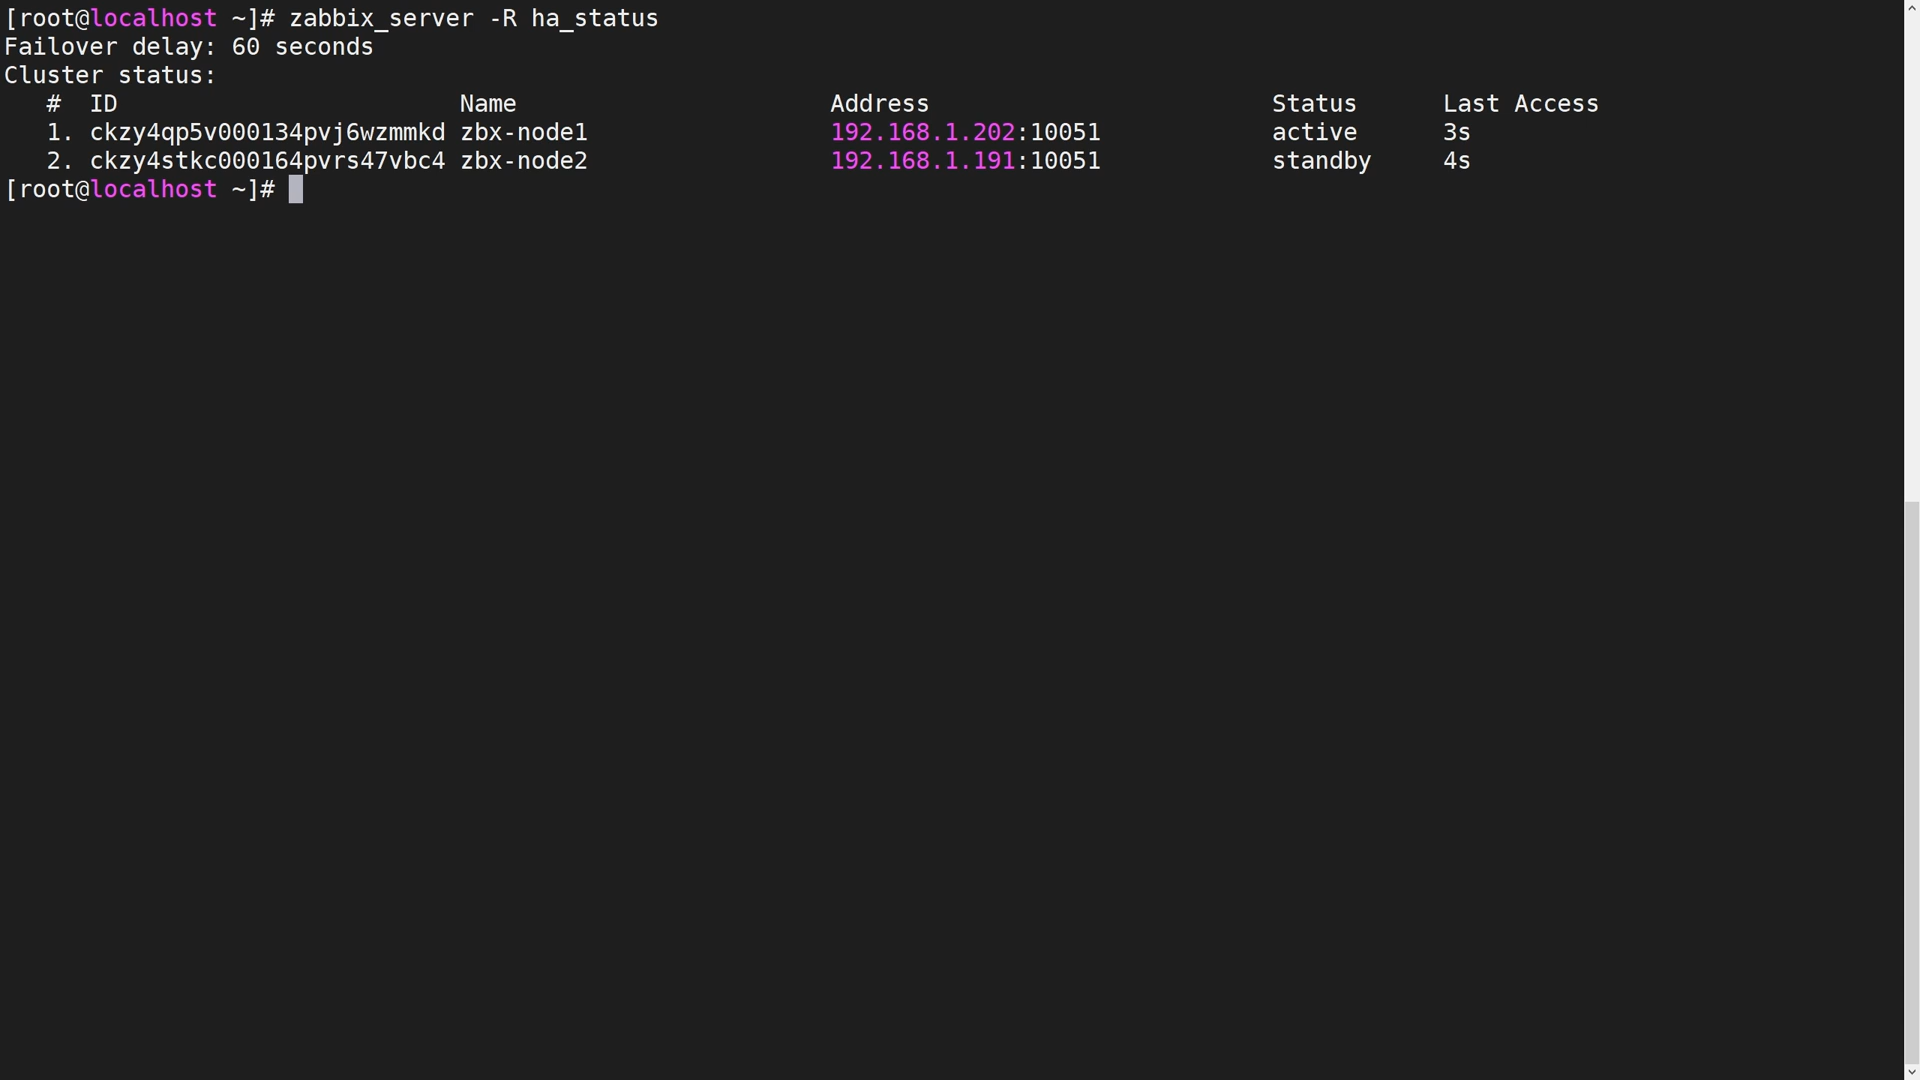 [root@localhost ~]# zabbix_server -R ha_status
Failover delay: 60 seconds
Cluster status:
   #  ID                        Name                      Address                        Status      Last Access
   1. ckzy4qp5v000134pvj6wzmmkd zbx-node1                 192.168.1.202:10051            active      3s
   2. ckzy4stkc000164pvrs47vbc4 zbx-node2                 192.168.1.191:10051            standby     4s
[root@localhost ~]#